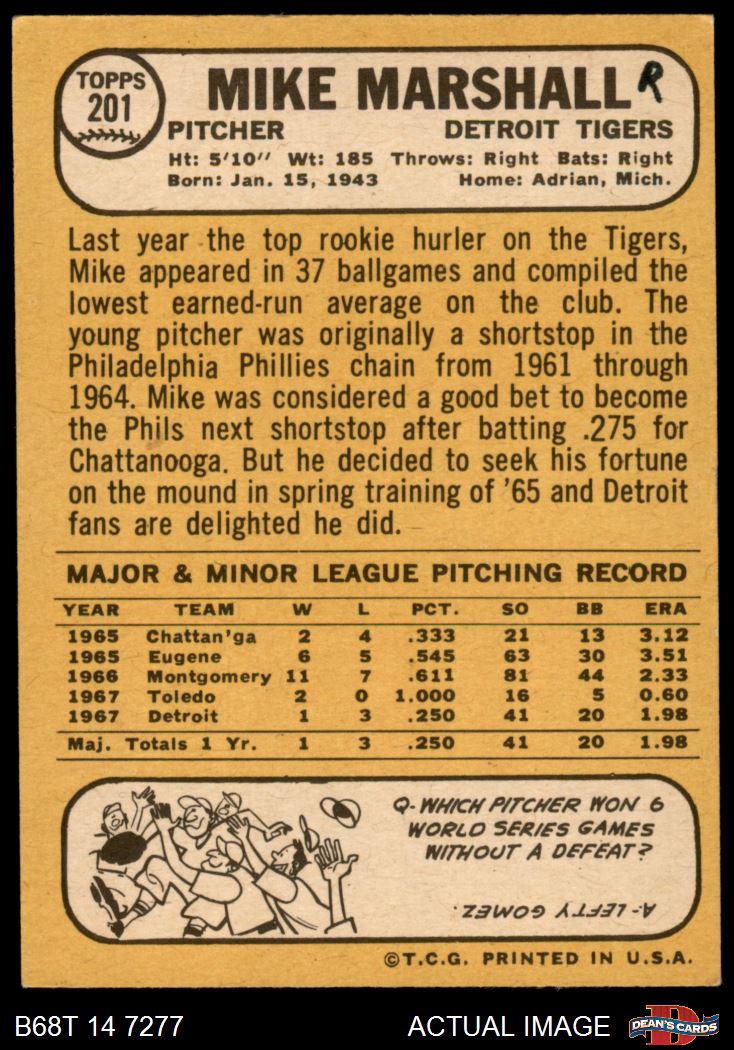 TOPPS
201
MIKE MARSHALL R
PITCHER DETROIT TIGERS
Ht: 5'10" Wt: 185 Throws: Right Bats: Right
Born: Jan. 15, 1943 Home: Adrian, Mich.
Last year the top rookie hurler on the Tigers,
Mike appeared in 37 ballgames and compiled the
lowest earned-run average on the club. The
young pitcher was originally a shortstop in the
Philadelphia Phillies chain from 1961 through
1964. Mike was considered a good bet to become
the Phils next shortstop after batting .275 for
Chattanooga. But he decided to seek his fortune
on the mound in spring training of '65 and Detroit
fans are delighted he did.
MAJOR & MINOR LEAGUE PITCHING RECORD
YEAR TEAM W L PCT. SO BB ERA
1965 Chattan'ga 2 4 .333 21 13 3.12
1965 Eugene 6 5 .545 63 30 3.51
1966 Montgomery 11 7 .611 81 44 2.33
1967 Toledo 2 0 1.000 16 5 0.60
1967 Detroit 1 3 .250 41 20 1.98
Maj. Totals 1 Yr. 1 3 .250 41 20 1.98
Q- WHICH PITCHER WON 6
WORLD SERIES GAMES
WITHOUT A DEFEAT?
A- LEFTY GOMEZ.
©T.C.G. PRINTED IN U.S.A.
B68T 14 7277 ACTUAL IMAGE
D
DEAN'S CARDS